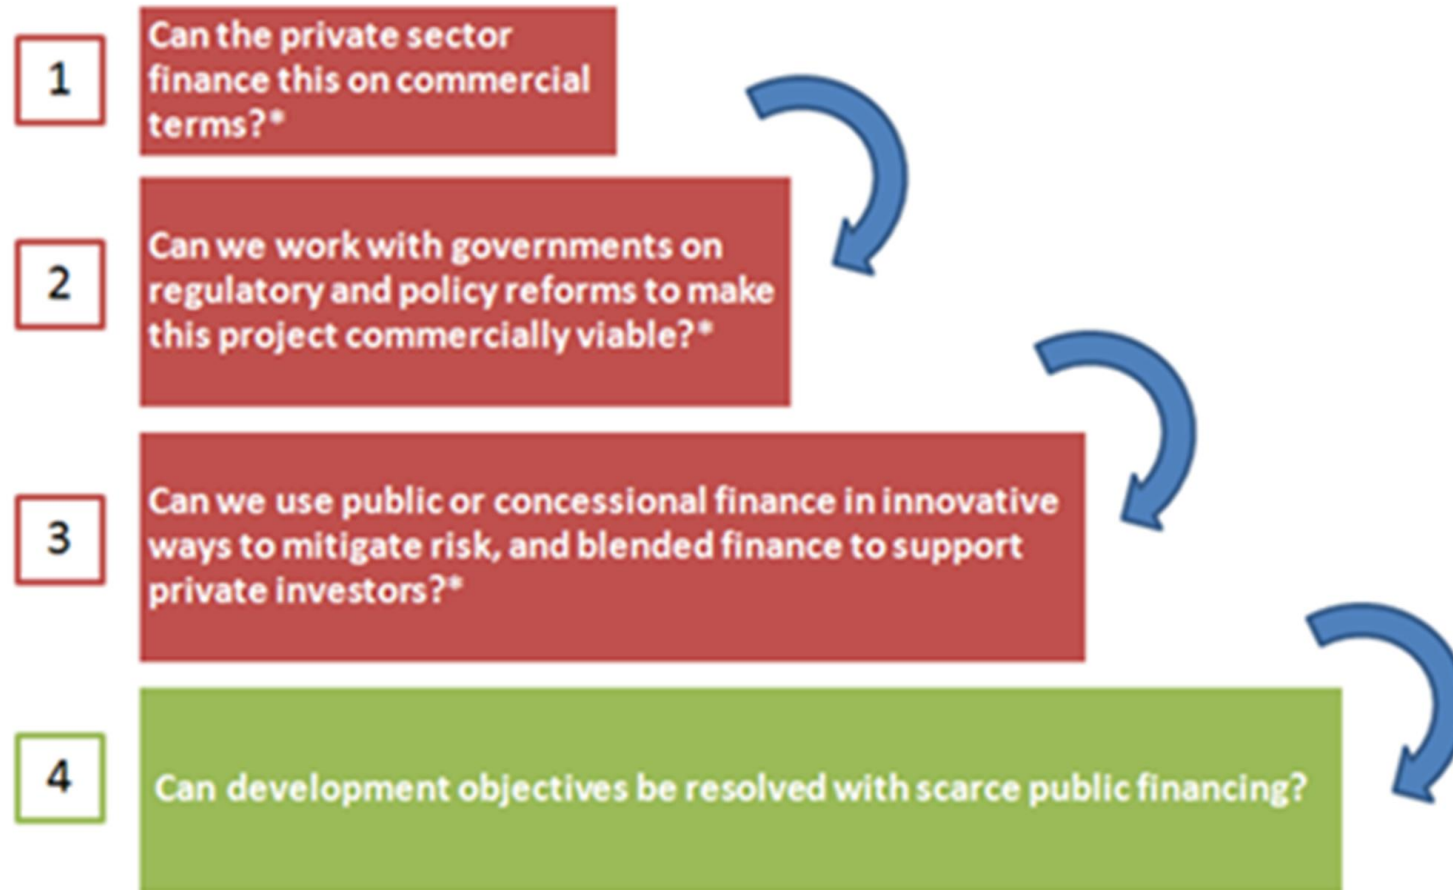 1
Can the private sector
finance this on commercial
terms?*
2
Can we work with governments on
regulatory and policy reforms to make
this project commercially viable?*
3
Can we use public or concessional finance in innovative
ways to mitigate risk, and blended finance to support
private investors?*
4
Can development objectives be resolved with scarce public financing?